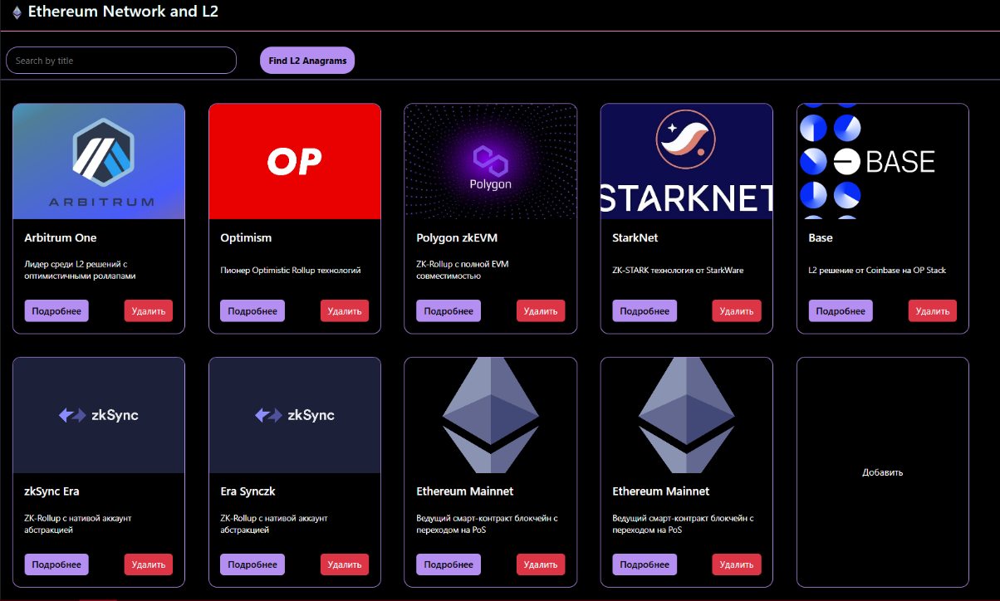 Ethereum Network and L2
Search by title
Find L2 Anagrams
ARBITRUM
OP
Polygon
STARKNET
BASE
Arbitrum One
Optimism
Polygon zkEVM
StarkNet
Base
Лидер среди L2 решений с
оптимистичными роллапами
Пионер Optimistic Rollup технологий
ZK-Rollup с полной EVM
совместимостью
ZK-STARK технология от StarkWare
L2 решение от Coinbase на OP Stack
Подробнее
Удалить
Подробнее
Удалить
Подробнее
Удалить
Подробнее
Удалить
Подробнее
Удалить
zkSync
zkSync
zkSync Era
Era Synczk
Ethereum Mainnet
Ethereum Mainnet
Добавить
ZK-Rollup с нативой аккаунт
абстракцией
ZK-Rollup с нативой аккаунт
абстракцией
Ведущий смарт-контракт блокчейн с
переходом на PoS
Ведущий смарт-контракт блокчейн с
переходом на PoS
Подробнее
Удалить
Подробнее
Удалить
Подробнее
Удалить
Подробнее
Удалить